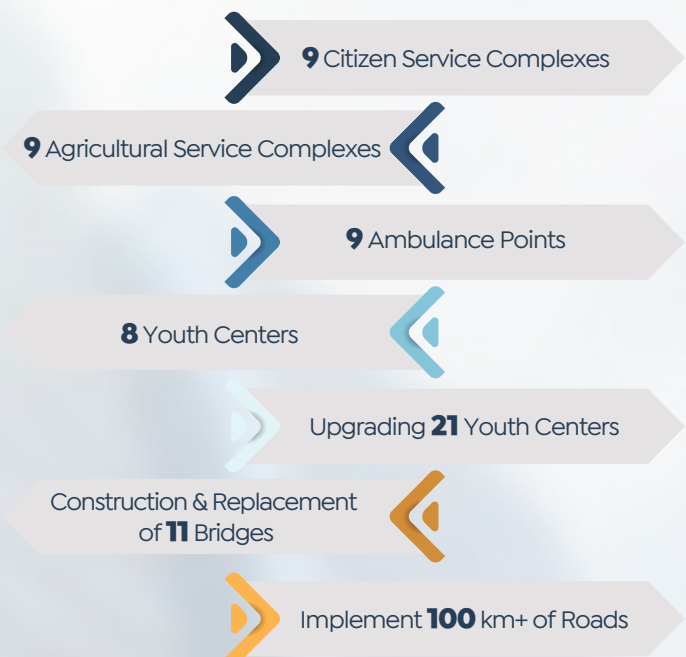 9 Citizen Service Complexes
9 Agricultural Service Complexes
9 Ambulance Points
8 Youth Centers
Upgrading 21 Youth Centers
Construction & Replacement
of 11 Bridges
Implement 100 km+ of Roads